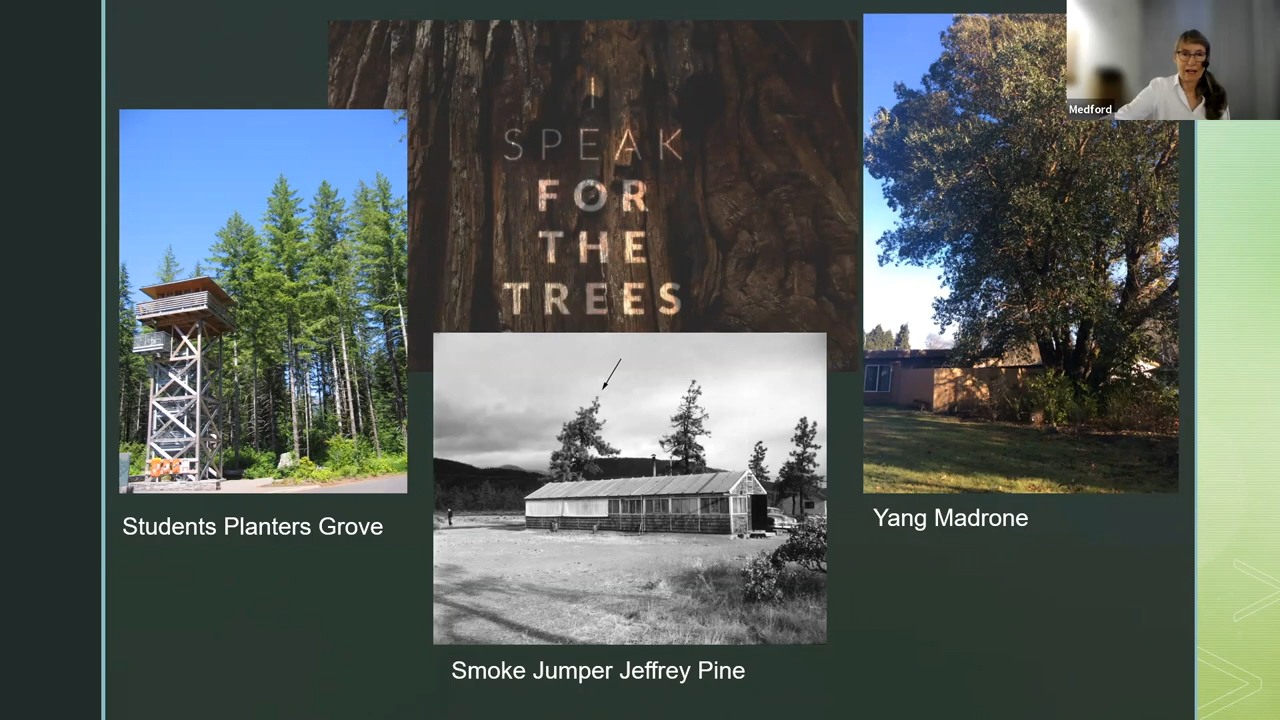 I
SPEAK
FOR
THE
TREES
Medford
Students Planters Grove
Yang Madrone
Smoke Jumper Jeffrey Pine